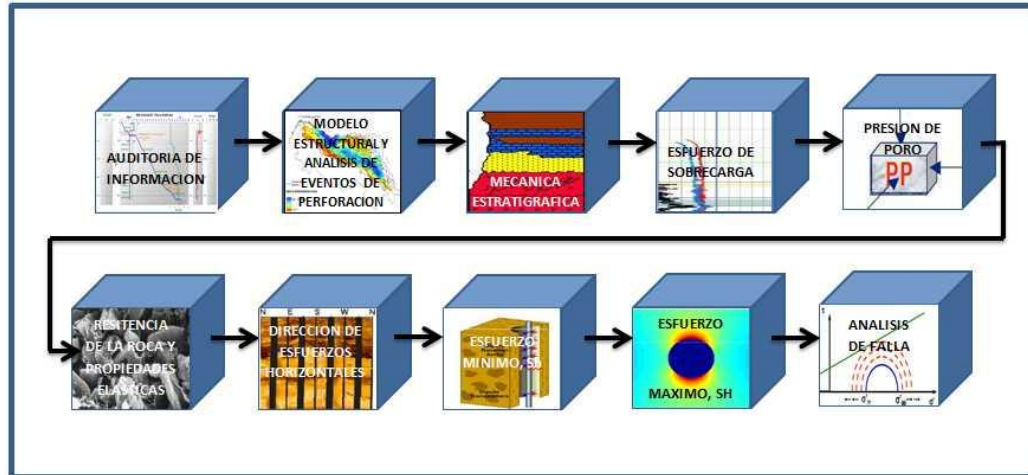 AUDITORIA DE
INFORMACION
MODELO
ESTRUCTURAL Y
ANALISIS DE
EVENTOS DE
PERFORACION
MECANICA
ESTRATIGRAFICA
ESFUERZO DE
SOBRECARGA
PRESION DE
PORO
PP
RESITENCIA
DE LA ROCA Y
PROPIEDADES
ELASTICAS
N E S W N
DIRECCION DE
ESFUERZOS
HORIZONTALES
ESFUERZO
MINIMO, Sh
ESFUERZO
MAXIMO, SH
ANALISIS
DE FALLA